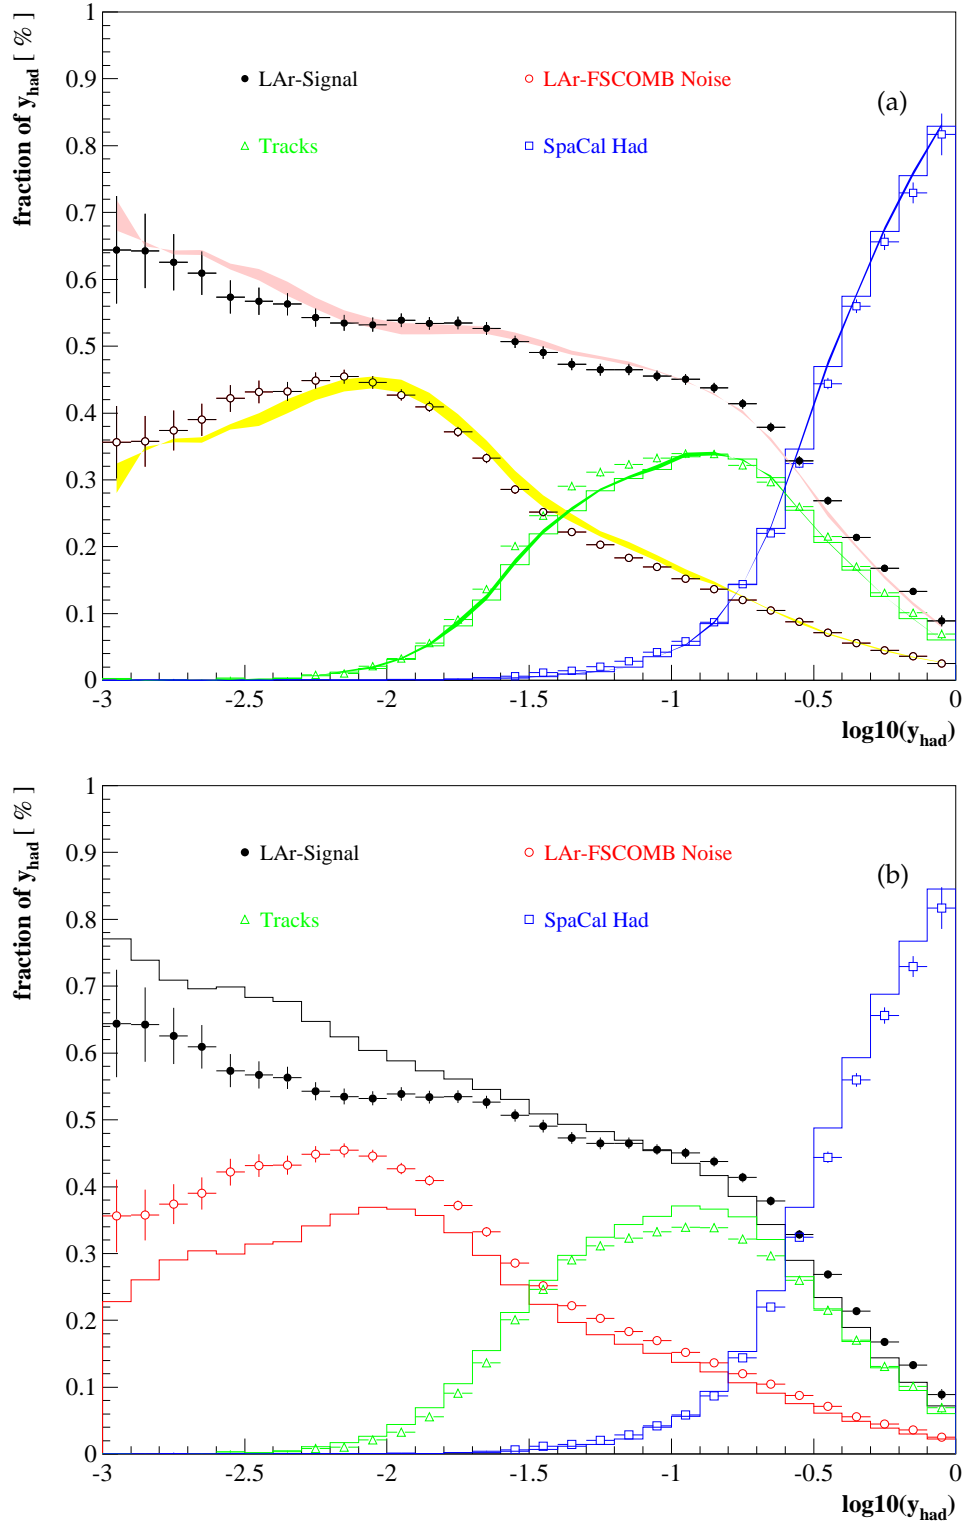 fraction of y_had [ % ]
1
0.9
0.8
0.7
0.6
0.5
0.4
0.3
0.2
0.1
0
LAr-Signal
LAr-FSCOMB Noise
(a)
Tracks
SpaCal Had
-3 -2.5 -2 -1.5 -1 -0.5 0
log10(y_had)
fraction of y_had [ % ]
1
0.9
0.8
0.7
0.6
0.5
0.4
0.3
0.2
0.1
0
LAr-Signal
LAr-FSCOMB Noise
(b)
Tracks
SpaCal Had
-3 -2.5 -2 -1.5 -1 -0.5 0
log10(y_had)